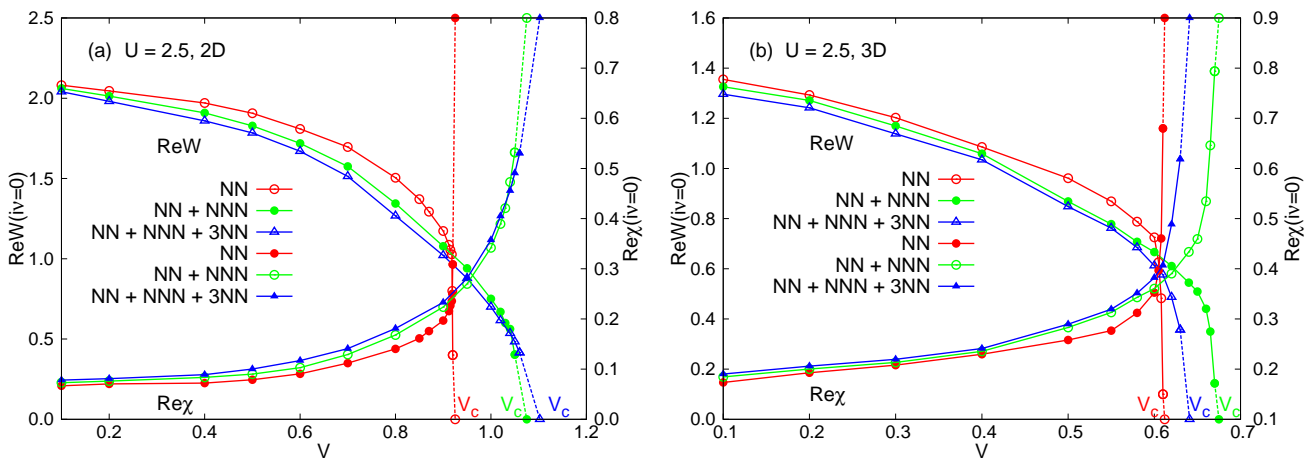 (a) U = 2.5, 2D
ReW
NN
NN + NNN
NN + NNN + 3NN
NN
NN + NNN
NN + NNN + 3NN
Reχ
V_c V_c V_c
2.5
2.0
1.5
1.0
0.5
0.0
ReW(iν=0)
0.2 0.4 0.6 0.8 1.0 1.2
V
0.8
0.7
0.6
0.5
0.4
0.3
0.2
0.1
0.0
Reχ(iν=0)
(b) U = 2.5, 3D
ReW
NN
NN + NNN
NN + NNN + 3NN
NN
NN + NNN
NN + NNN + 3NN
Reχ
V_c V_c V_c
1.6
1.4
1.2
1.0
0.8
0.6
0.4
0.2
0.0
ReW(iν=0)
0.1 0.2 0.3 0.4 0.5 0.6 0.7
V
0.9
0.8
0.7
0.6
0.5
0.4
0.3
0.2
0.1
Reχ(iν=0)